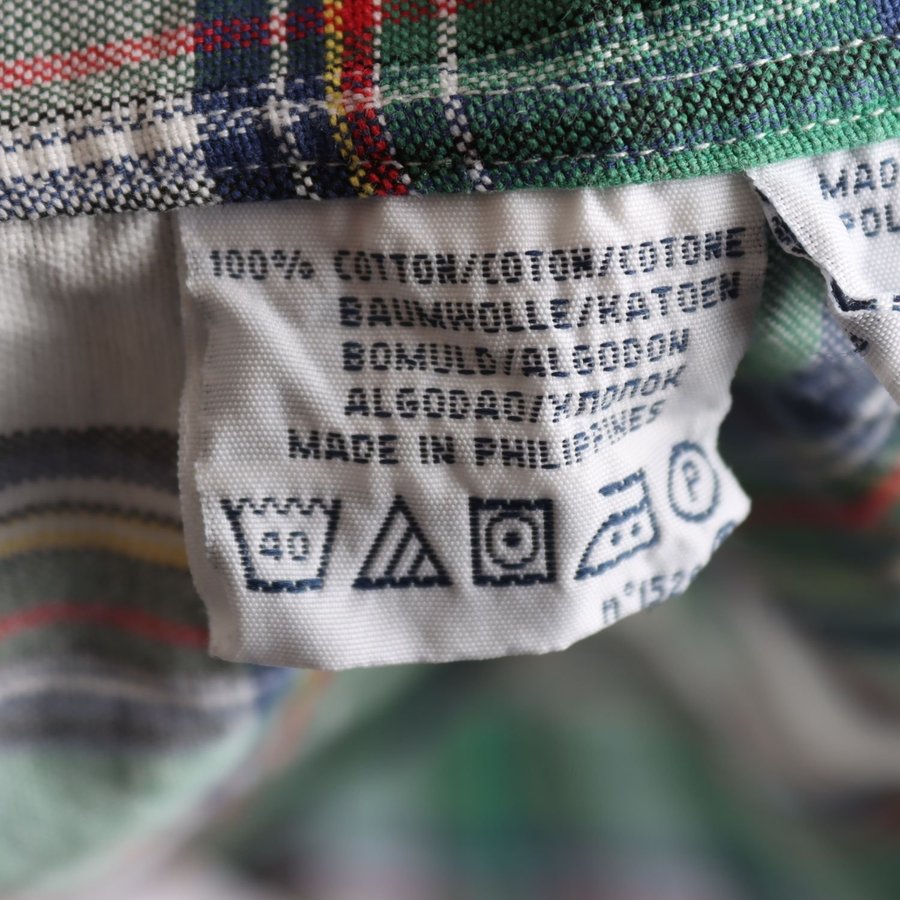 100% COTTON/COTON/COTONE
BAUMWOLLE/KATOEN
BOMULD/ALGODON
ALGODAO/ХЛОПОК
MADE IN PHILIPPINES
40
P